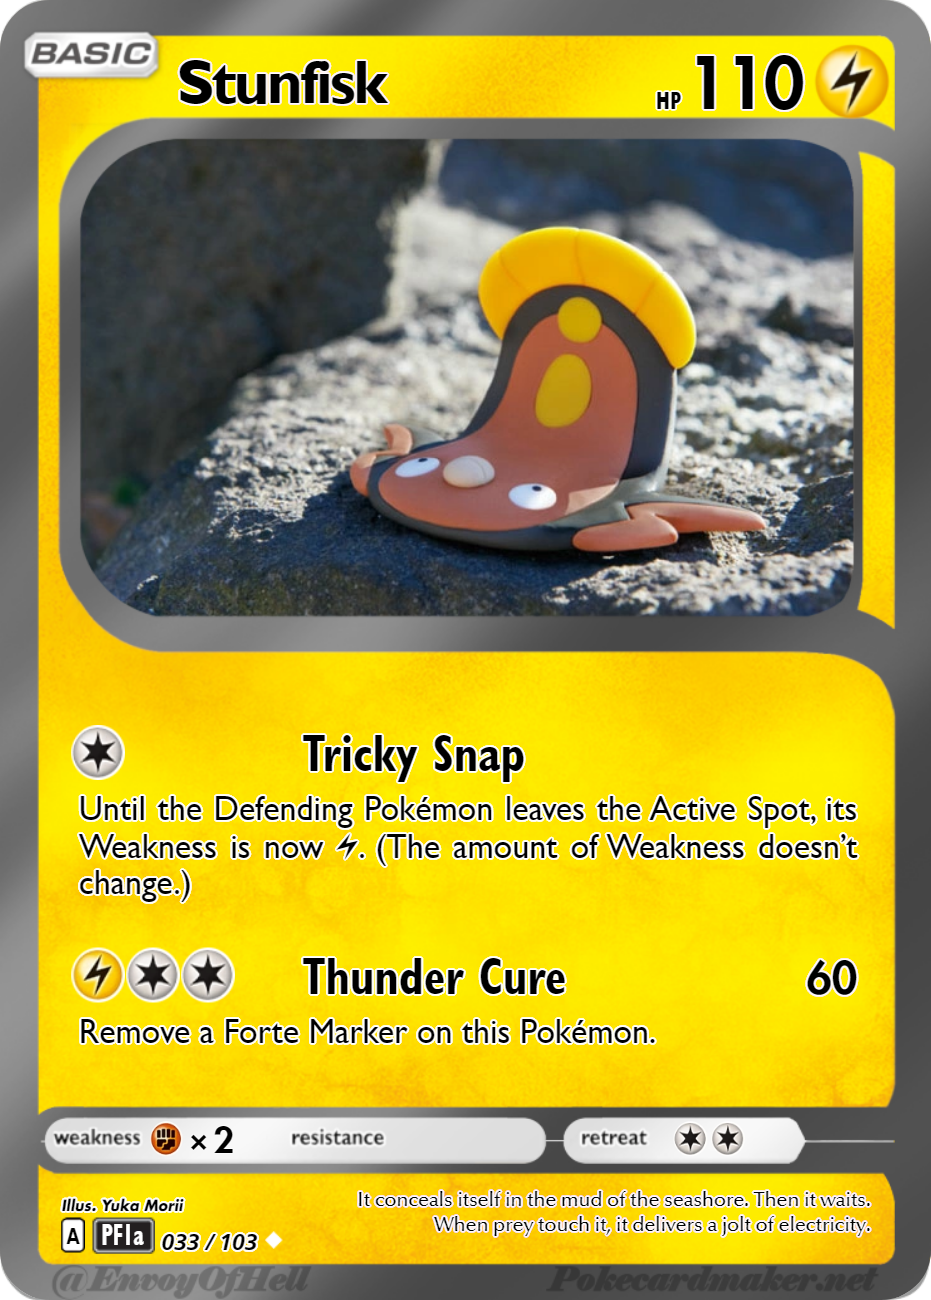 BASIC
Stunfisk
HP 110
Tricky Snap
Until the Defending Pokémon leaves the Active Spot, its
Weakness is now . (The amount of Weakness doesn't
change.)
Thunder Cure 60
Remove a Forte Marker on this Pokémon.
weakness ×2 resistance retreat
Illus. Yuka Morii
It conceals itself in the mud of the seashore. Then it waits.
When prey touch it, it delivers a jolt of electricity.
A PF1a 033 / 103
@EnvoyOfHell Pokecardmaker.net